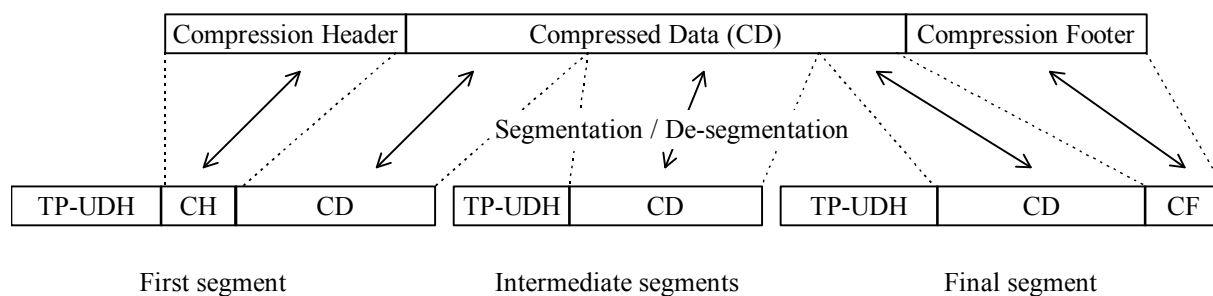 Compression Header Compressed Data (CD) Compression Footer
Segmentation / De-segmentation
TP-UDH CH CD TP-UDH CD TP-UDH CD CF
First segment Intermediate segments Final segment